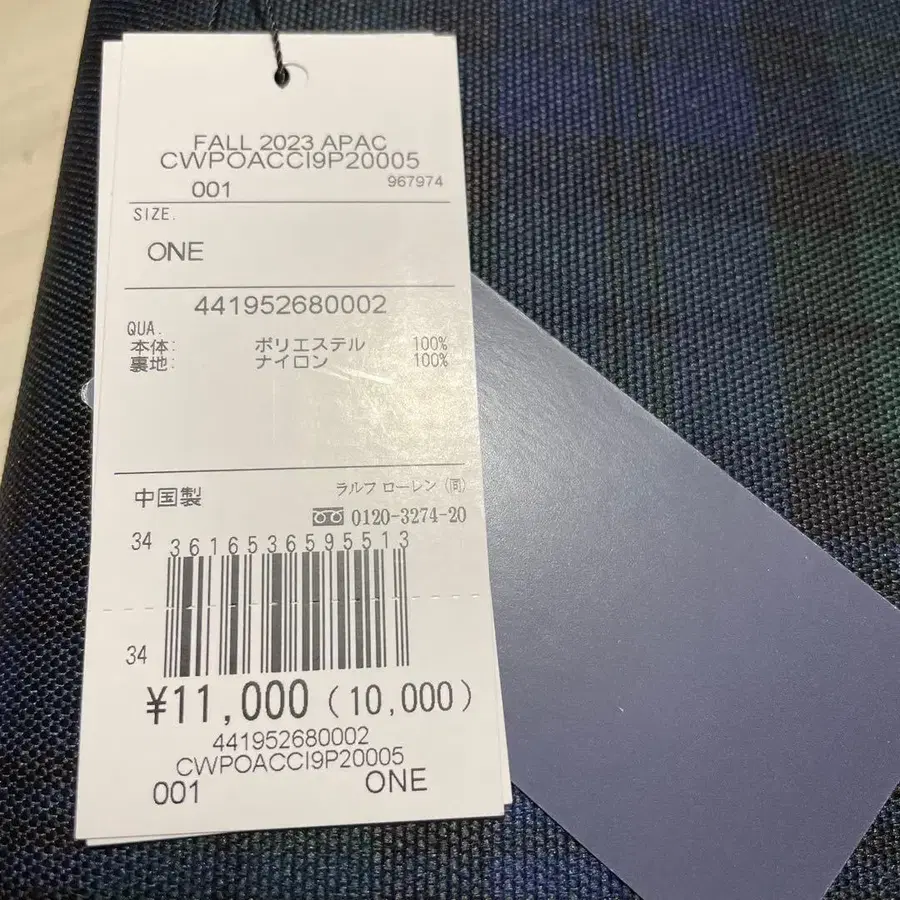 FALL 2023 APAC
CWPOACCI9P20005
001 967974
SIZE.
ONE
441952680002
QUA.
本体: ポリエステル 100%
裏地: ナイロン 100%
中国製 ラルフ ローレン (同)
0120-3274-20
34 3616536595513
34
¥11,000 (10,000)
441952680002
CWPOACCI9P20005
001 ONE